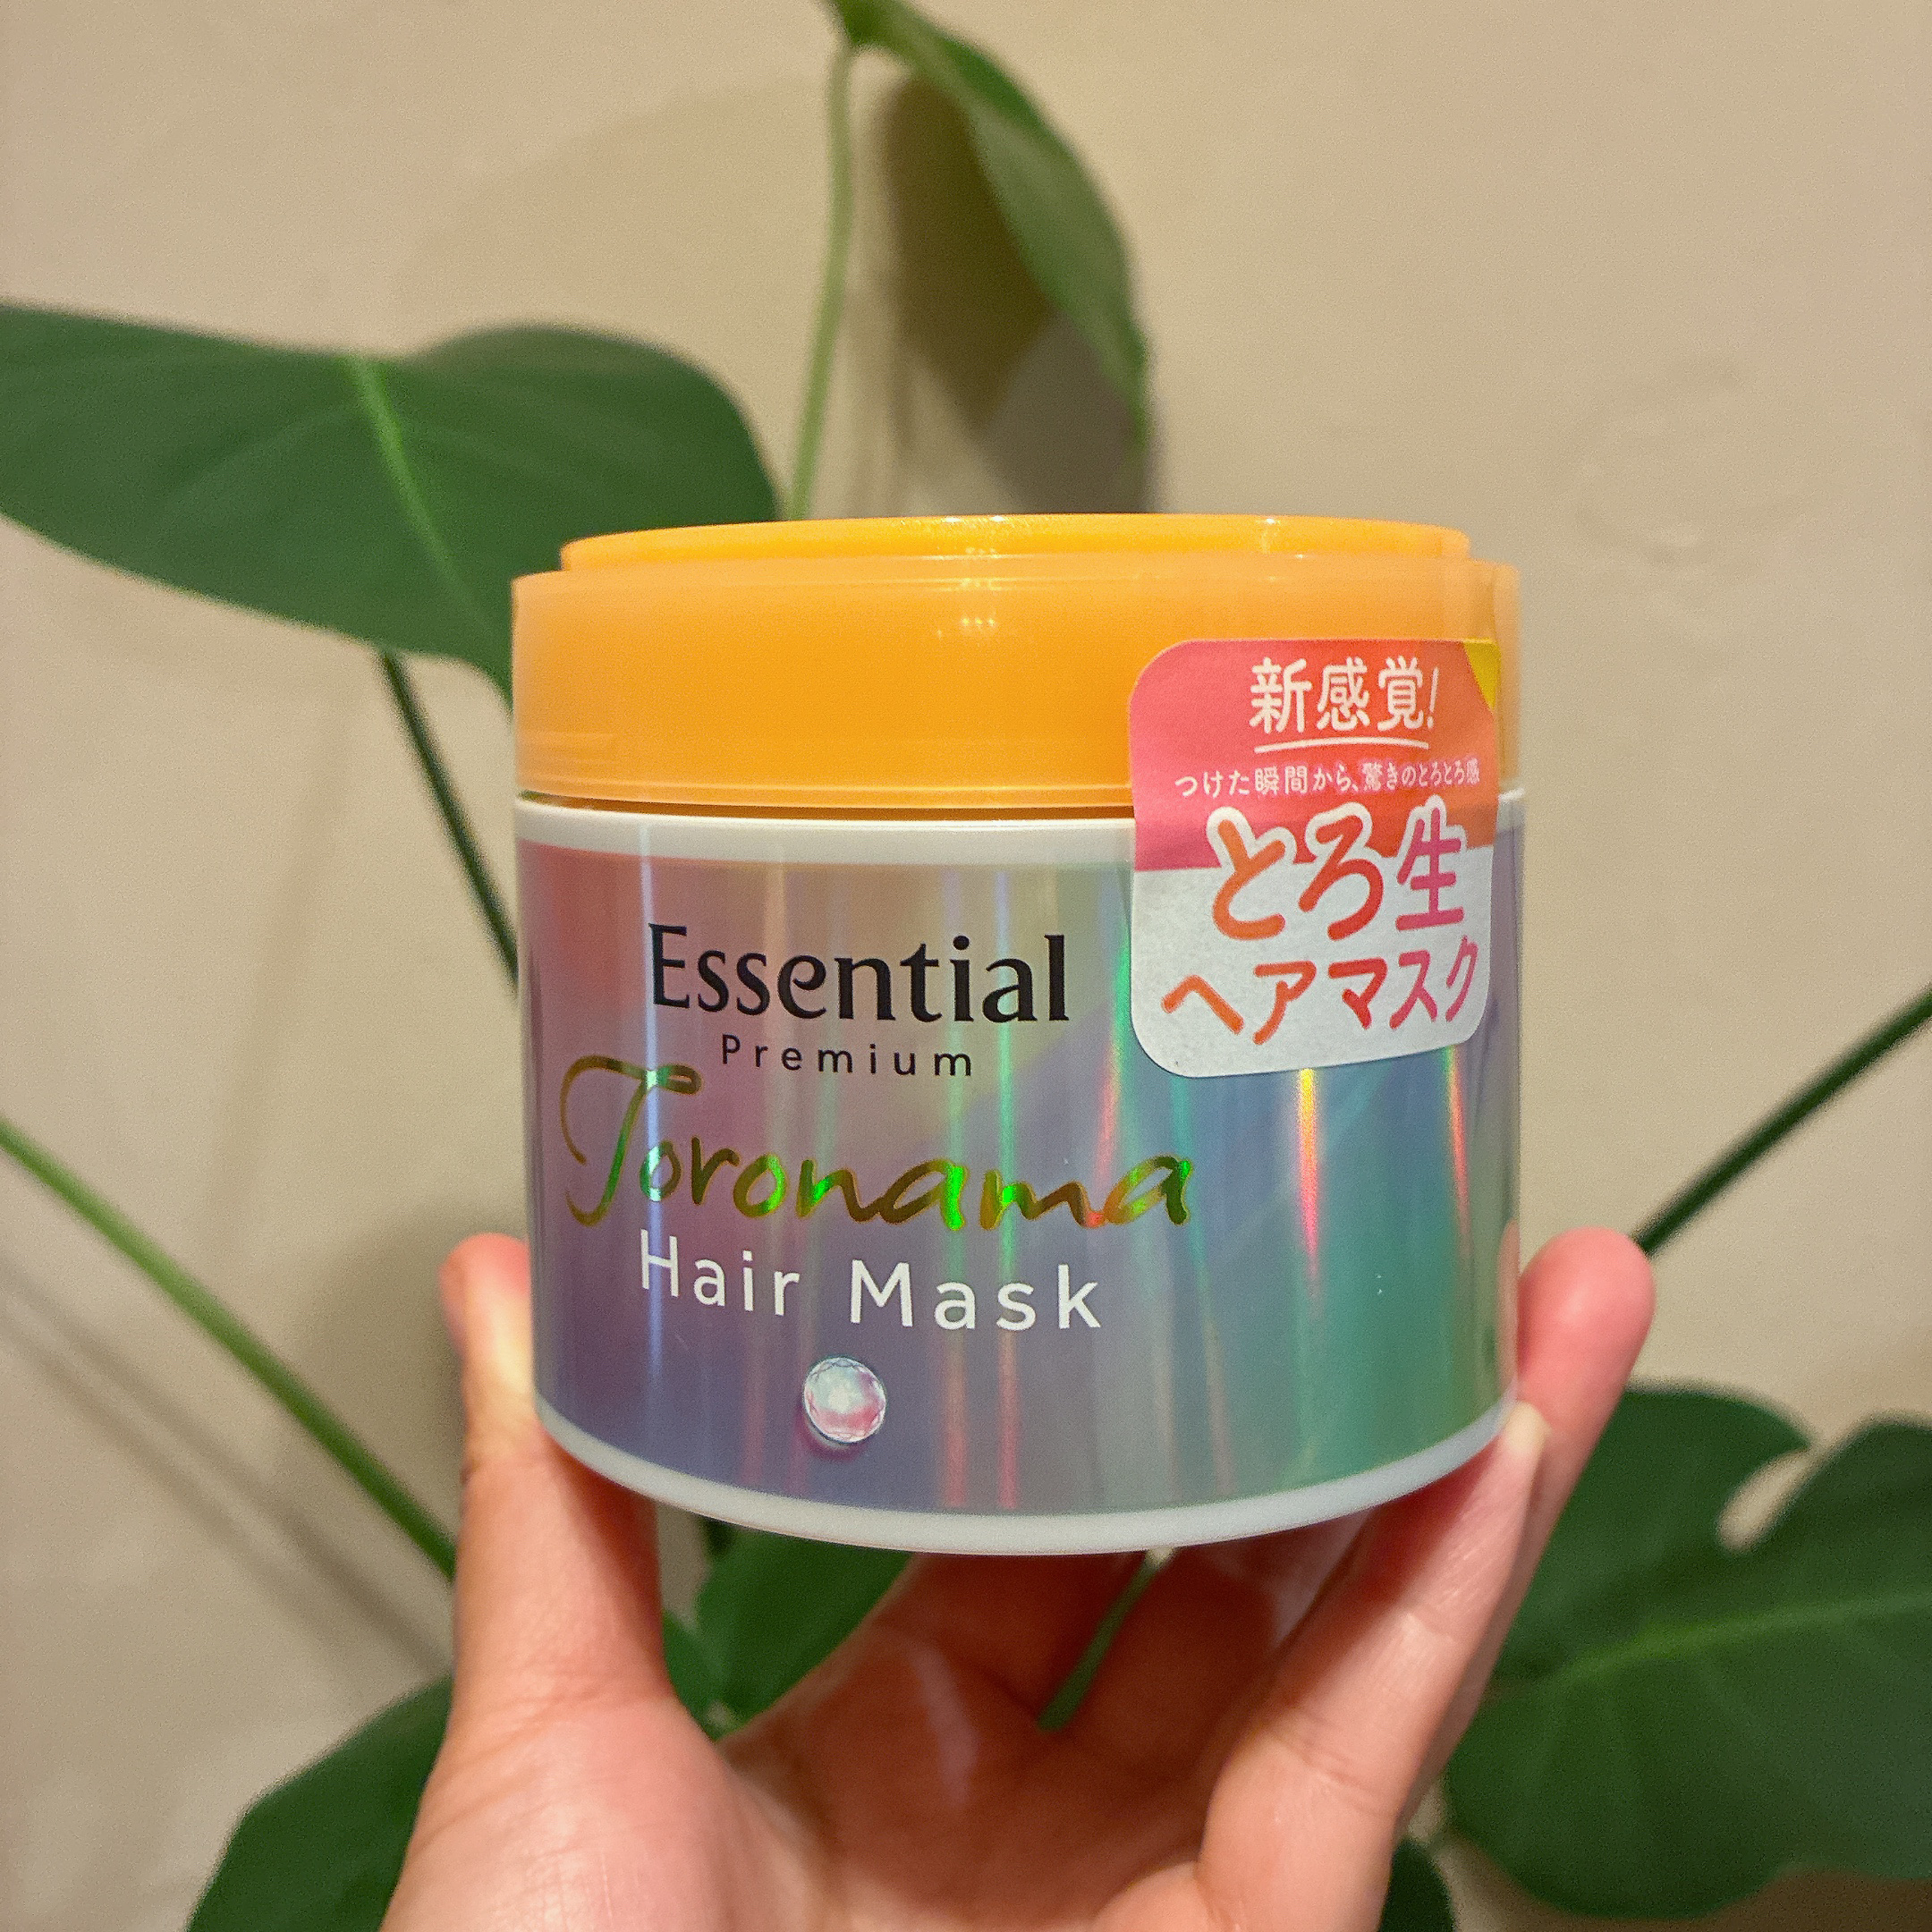 新感覚!
つけた瞬間から、驚きのとろとろ感
とろ生
ヘアマスク
Essential
Premium
Toronama
Hair Mask